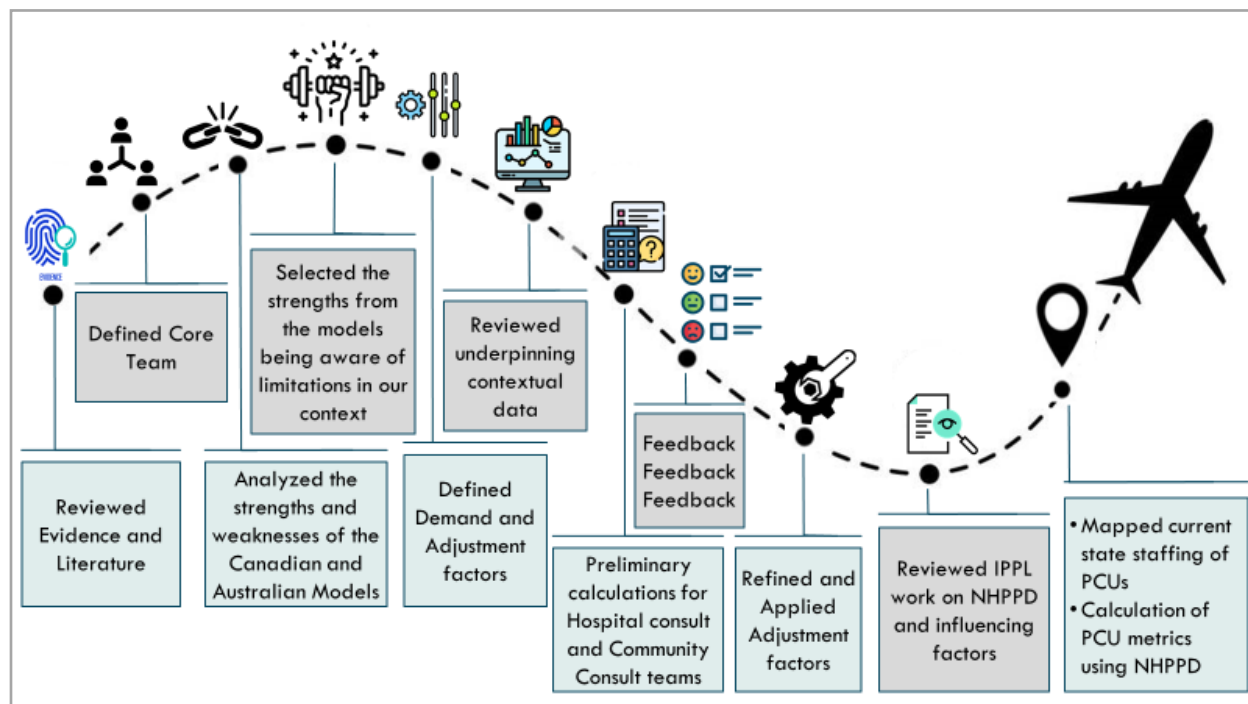 EVIDENCE
Reviewed
Evidence and
Literature
Defined Core
Team
Analyzed the
strengths and
weaknesses of the
Canadian and
Australian Models
Selected the
strengths from
the models
being aware of
limitations in our
context
Defined
Demand and
Adjustment
factors
Reviewed
underpinning
contextual
data
Preliminary
calculations for
Hospital consult
and Community
Consult teams
Feedback
Feedback
Feedback
Refined and
Applied
Adjustment
factors
Reviewed IPPL
work on NHPPD
and influencing
factors
• Mapped current
state staffing of
PCUs
• Calculation of
PCU metrics
using NHPPD